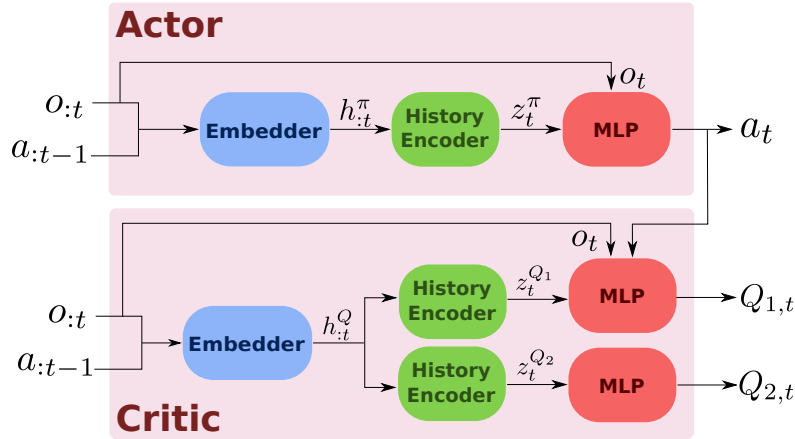 Actor
o_t
o_{:t}
h^π_{:t}
z^π_t
Embedder
History
Encoder
MLP
a_t
a_{:t−1}
o_t
o_{:t}
History
Encoder
z^{Q_1}_t
MLP
Q_{1,t}
Embedder
h^Q_{:t}
a_{:t−1}
History
Encoder
z^{Q_2}_t
MLP
Q_{2,t}
Critic